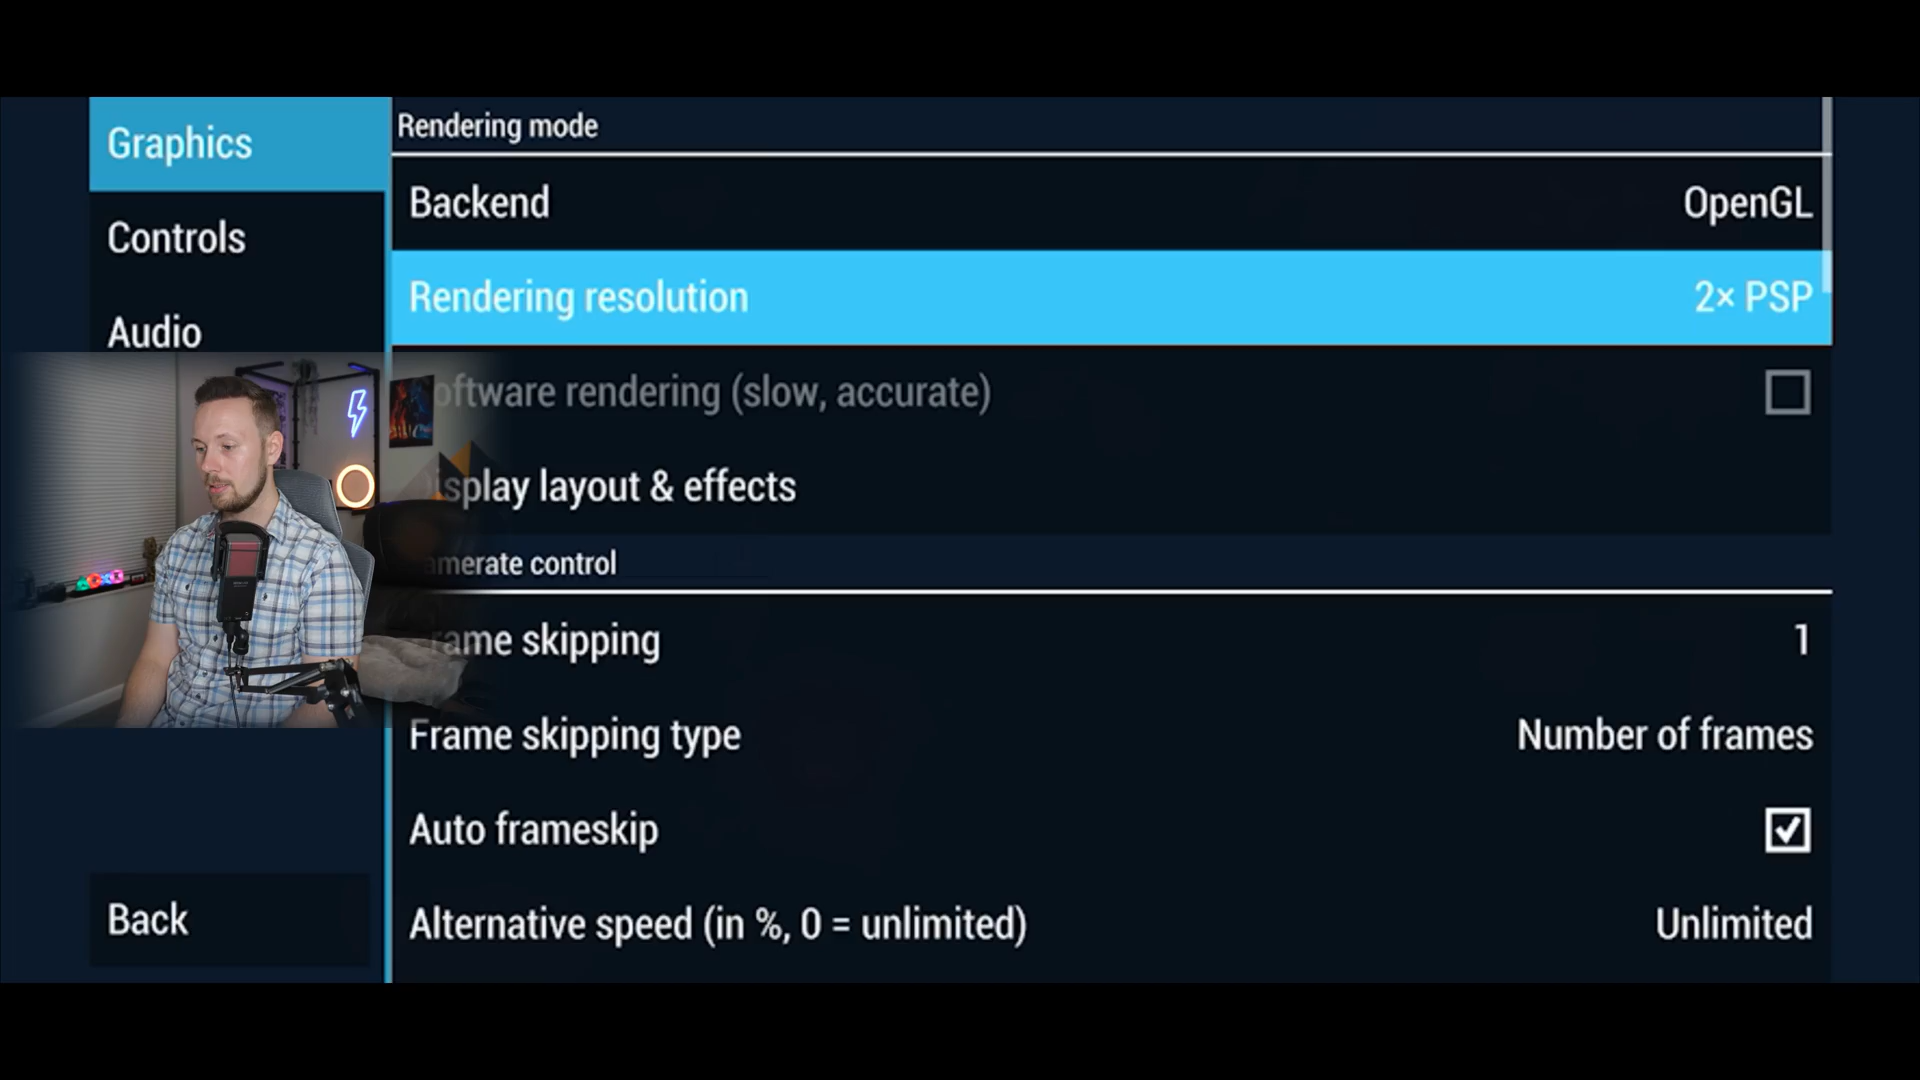 Graphics
Controls
Audio
Back
Rendering mode
Backend OpenGL
Rendering resolution 2× PSP
oftware rendering (slow, accurate)
isplay layout & effects
amerate control
rame skipping 1
Frame skipping type Number of frames
Auto frameskip
Alternative speed (in %, 0 = unlimited) Unlimited